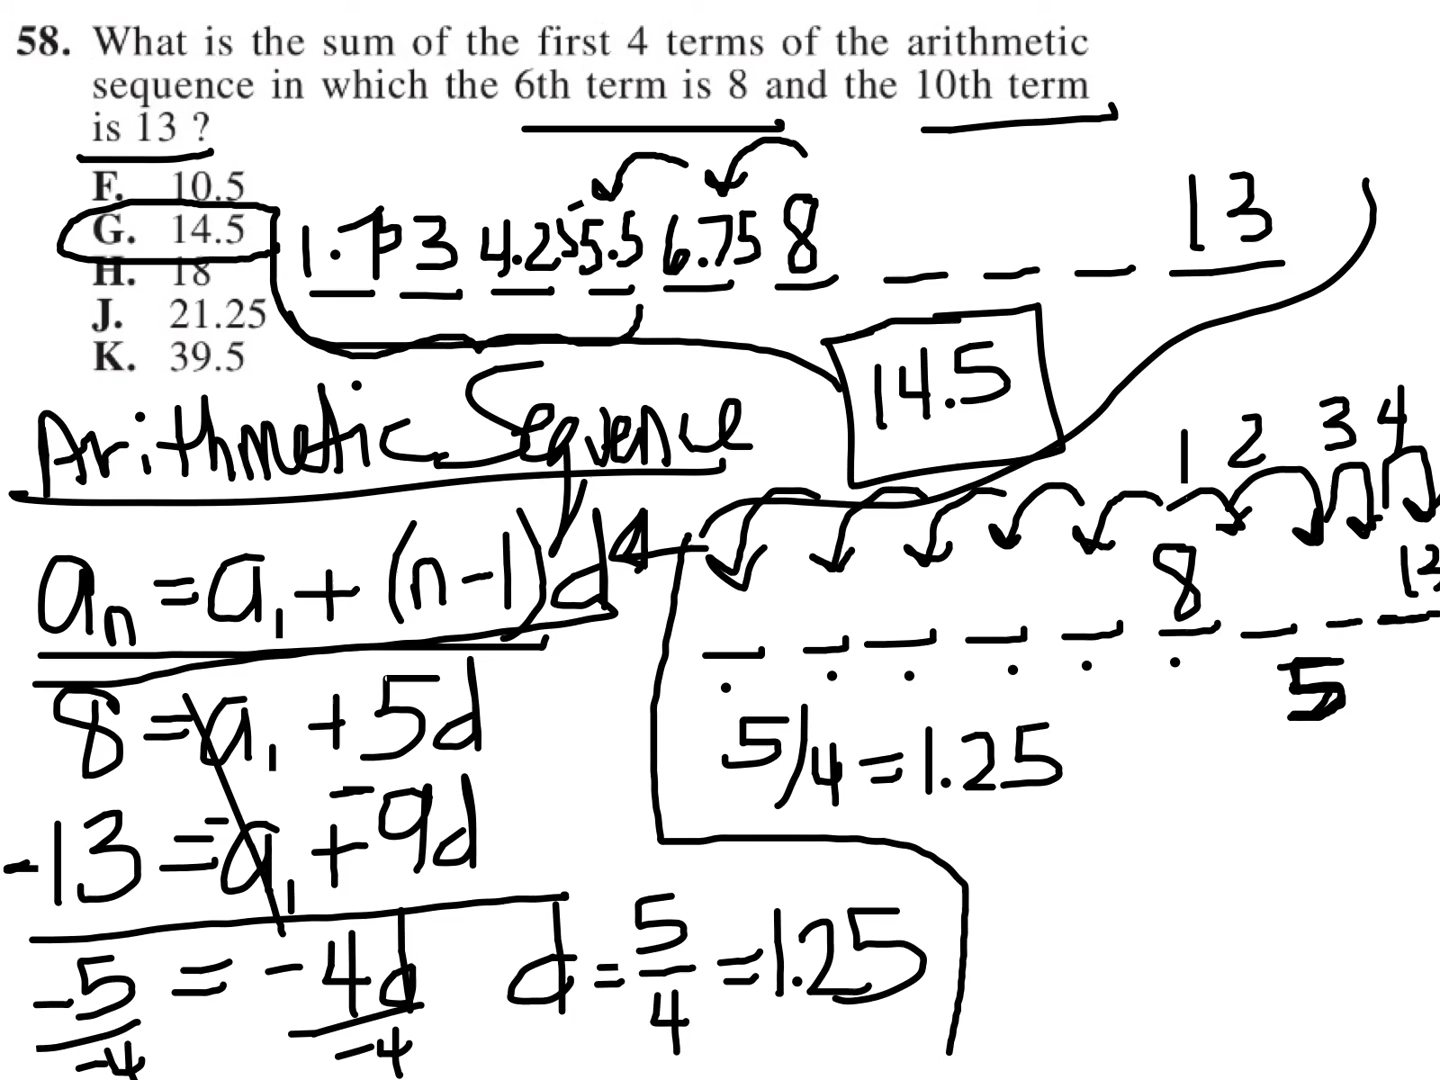 58. What is the sum of the first 4 terms of the arithmetic
sequence in which the 6th term is 8 and the 10th term
is 13 ?
F. 10.5
G. 14.5
H. 18
J. 21.25
K. 39.5
3 4.25 5.5 6.75 8 13
14.5
Arithmetic Sequence
1 2 3 4
aₙ = a₁ + (n-1)d
8 13
5
8 = a₁ + 5d
5/4 = 1.25
-13 = -a₁ + -9d
-5 = -4d
-4 -4
d = 5/4 = 1.25